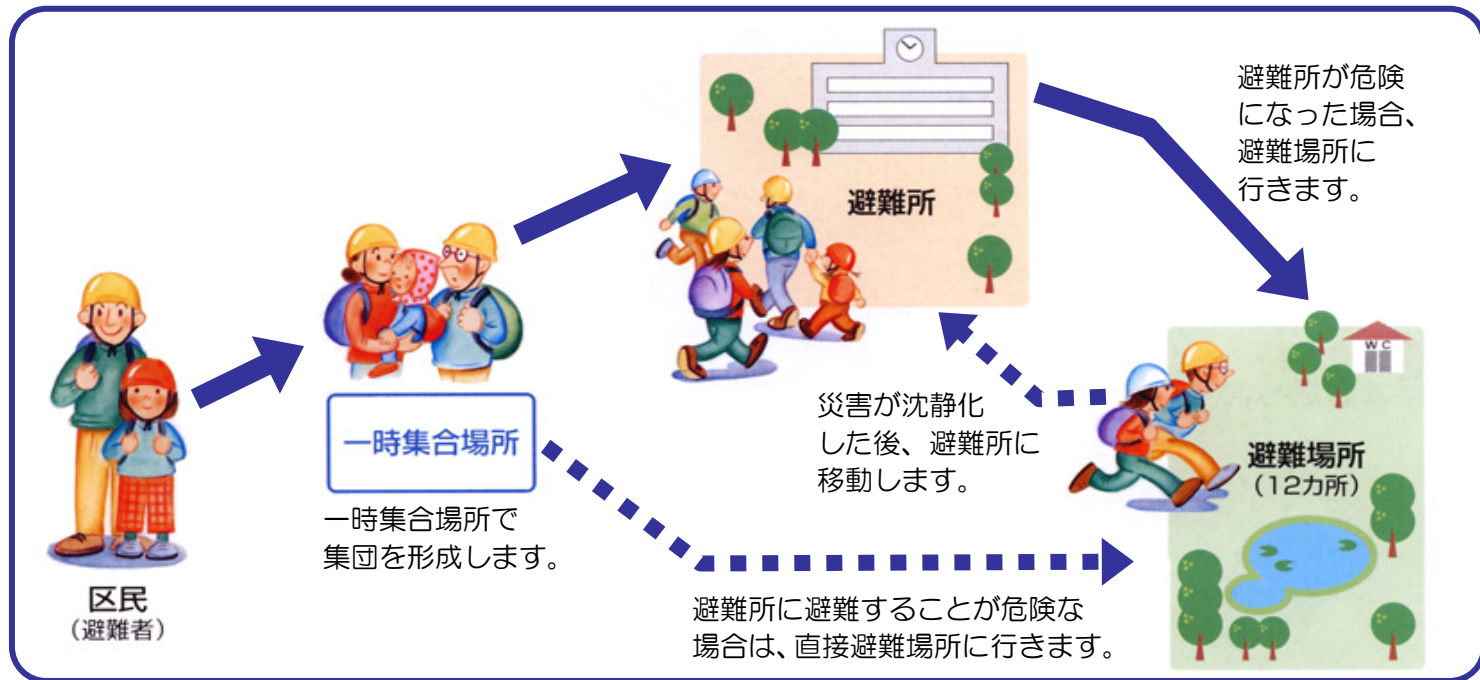 避難所が危険
になった場合、
避難場所に
行きます。
避難所
WC
災害が沈静化
した後、避難所に
移動します。
避難場所
（12カ所）
一時集合場所
一時集合場所で
集団を形成します。
区民
（避難者）
避難所に避難することが危険な
場合は、直接避難場所に行きます。